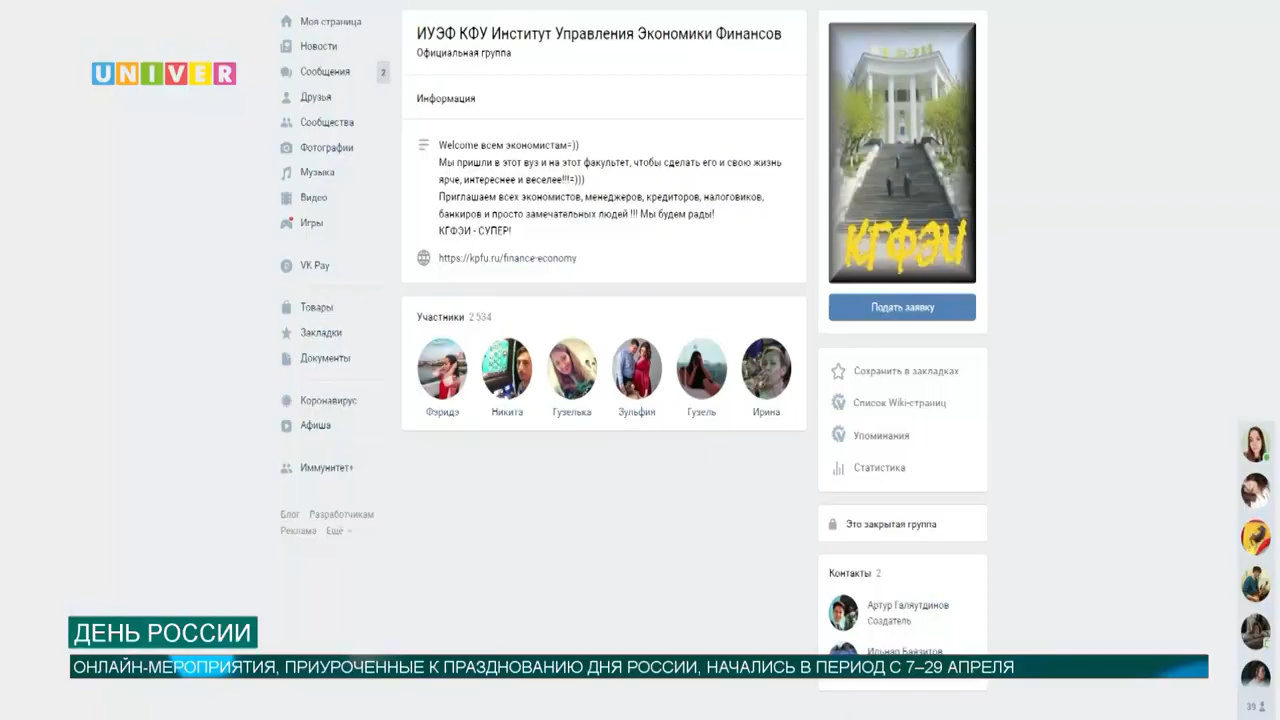 UNIVER
Моя страница
Новости
Сообщения 2
Друзья
Сообщества
Фотографии
Музыка
Видео
Игры
VK Pay
Товары
Закладки
Документы
Коронавирус
Афиша
Иммунитет+
Блог Разработчикам
Реклама Ещё
ИУЭФ КФУ Институт Управления Экономики Финансов
Официальная группа
Информация
Welcome всем экономистам=))
Мы пришли в этот вуз и на этот факультет, чтобы сделать его и свою жизнь
ярче, интереснее и веселее!!!=)))
Приглашаем всех экономистов, менеджеров, кредиторов, налоговиков,
банкиров и просто замечательных людей !!! Мы будем рады!
КГФЭИ - СУПЕР!
https://kpfu.ru/finance-economy
Участники 2 534
Фэридэ Никита Гузелька Зульфия Гузель Ирина
КГФЭИ
Подать заявку
Сохранить в закладках
Список Wiki-страниц
Упоминания
Статистика
Это закрытая группа
Контакты 2
Артур Галяутдинов
Создатель
Ильнар Баязитов
39
ДЕНЬ РОССИИ
ОНЛАЙН-МЕРОПРИЯТИЯ, ПРИУРОЧЕННЫЕ К ПРАЗДНОВАНИЮ ДНЯ РОССИИ, НАЧАЛИСЬ В ПЕРИОД С 7–29 АПРЕЛЯ